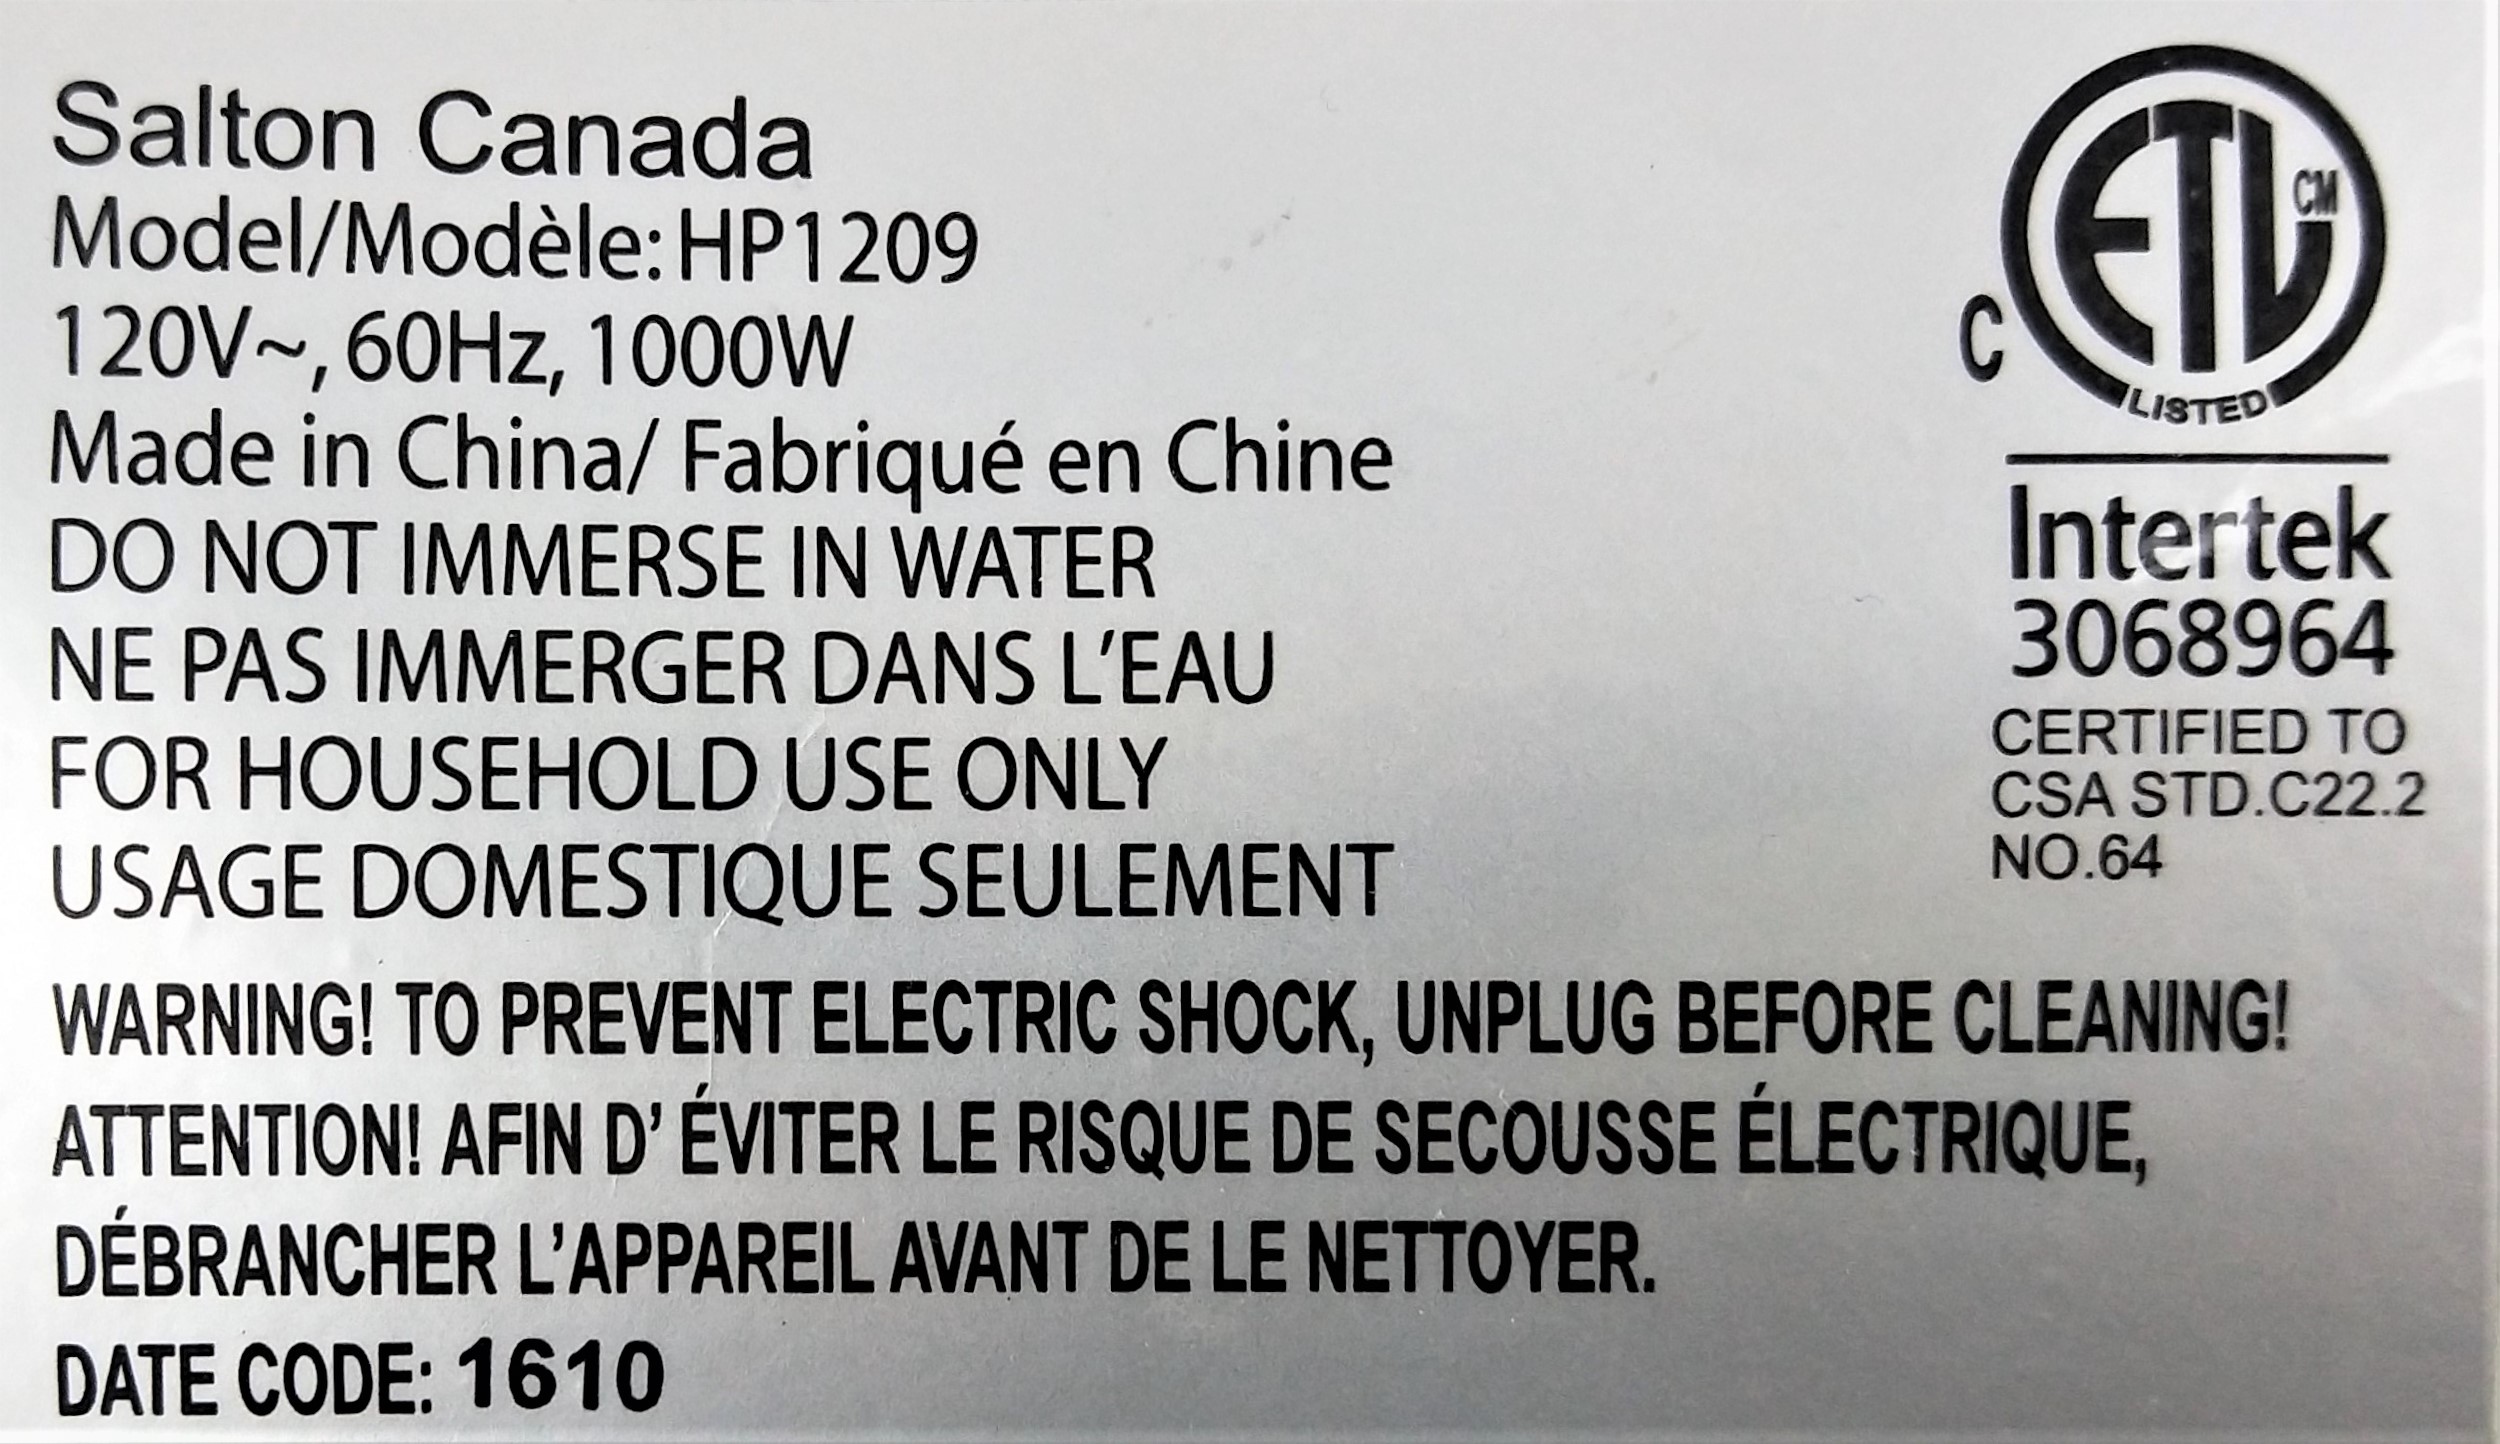 Salton Canada
Model/Modèle: HP1209
120V~, 60Hz, 1000W
Made in China/ Fabriqué en Chine
DO NOT IMMERSE IN WATER
NE PAS IMMERGER DANS L'EAU
FOR HOUSEHOLD USE ONLY
USAGE DOMESTIQUE SEULEMENT
C
ETL
CM
LISTED
Intertek
3068964
CERTIFIED TO
CSA STD.C22.2
NO.64
WARNING! TO PREVENT ELECTRIC SHOCK, UNPLUG BEFORE CLEANING!
ATTENTION! AFIN D' ÉVITER LE RISQUE DE SECOUSSE ÉLECTRIQUE,
DÉBRANCHER L'APPAREIL AVANT DE LE NETTOYER.
DATE CODE: 1610